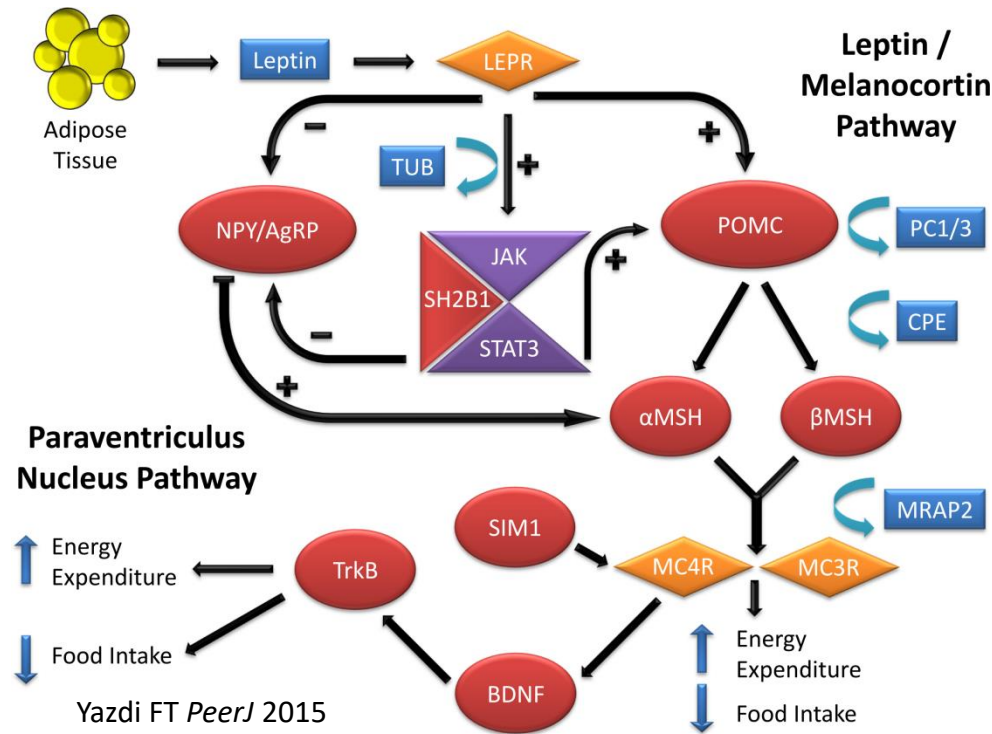 Leptin /
Melanocortin
Pathway
Adipose
Tissue
Leptin
LEPR
−
+
+
TUB
NPY/AgRP
POMC
PC1/3
JAK
SH2B1
STAT3
+
−
CPE
+
αMSH
βMSH
Paraventriculus
Nucleus Pathway
MRAP2
SIM1
MC4R
MC3R
Energy
Expenditure
TrkB
Food Intake
Energy
Expenditure
BDNF
Food Intake
Yazdi FT PeerJ 2015